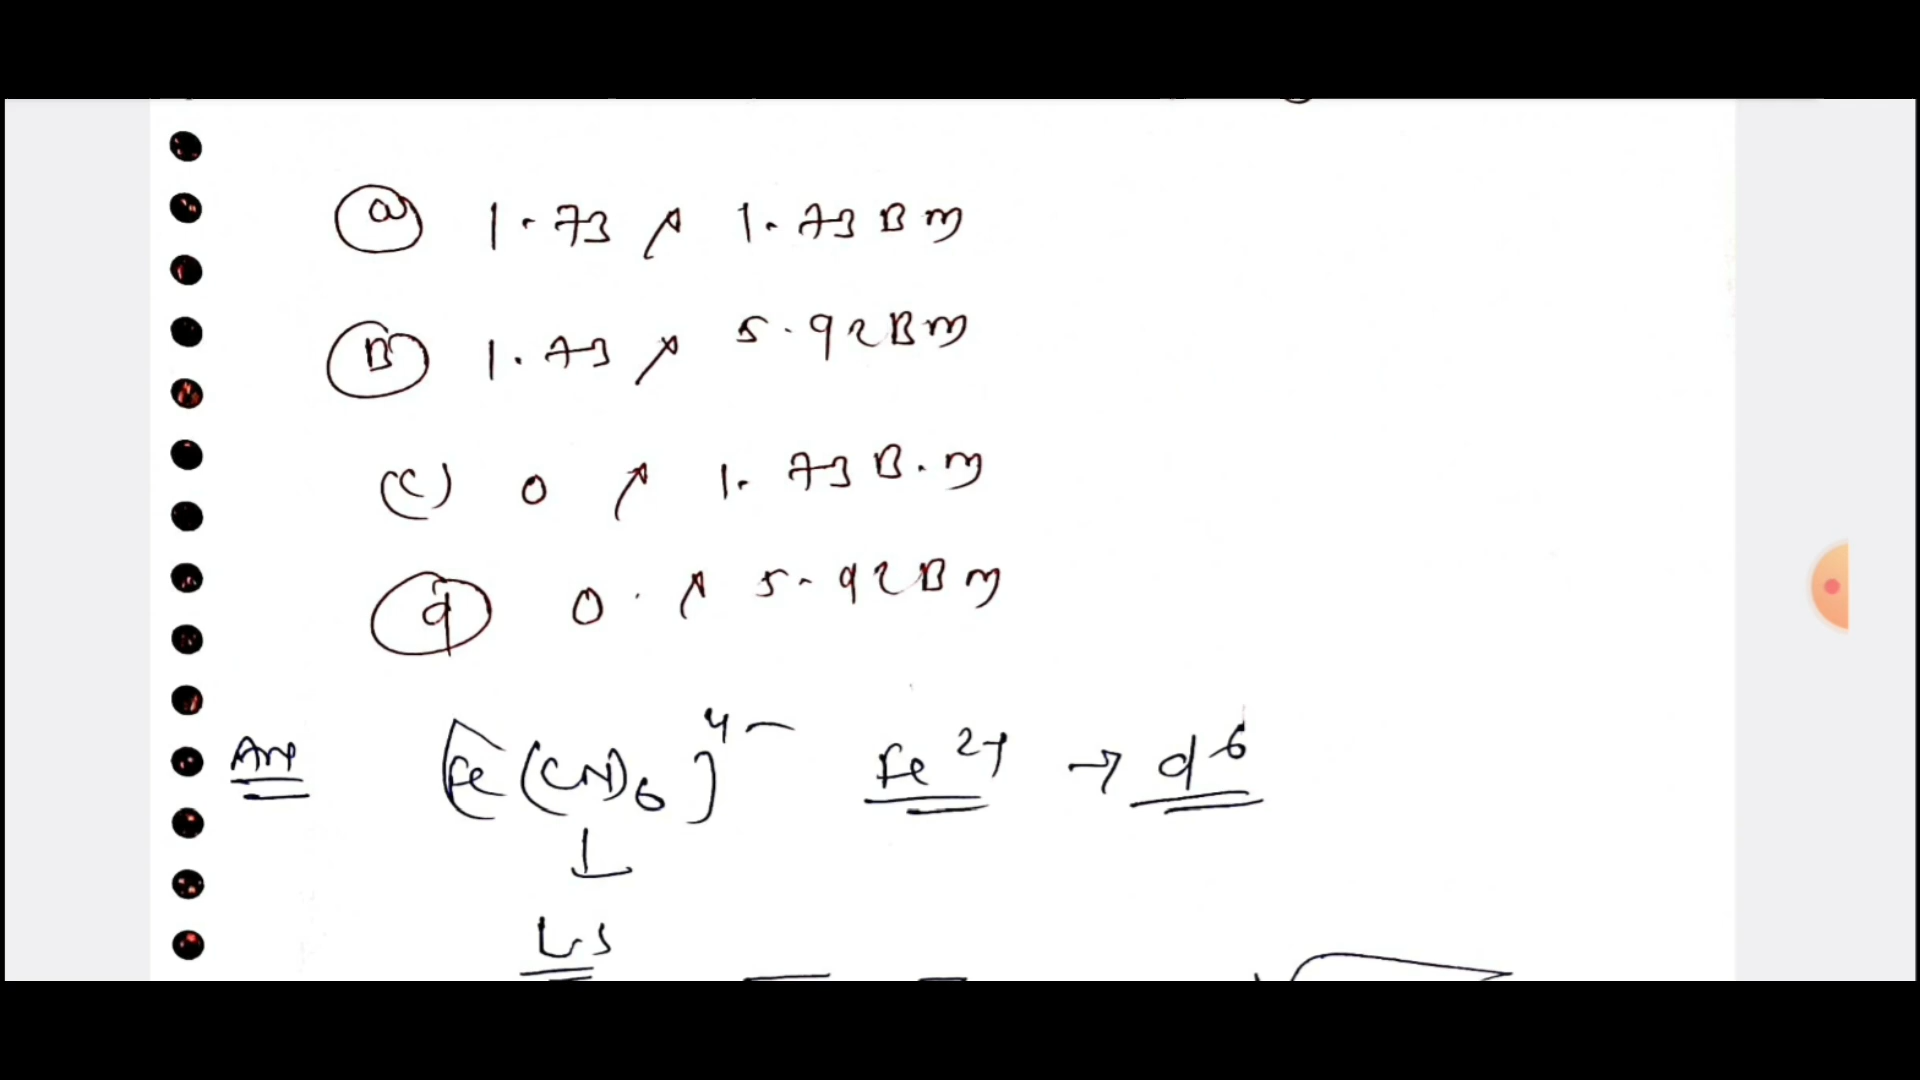 (a) 1.73, 1.73 Bm
(B) 1.73, 5.92 Bm
(c) 0, 1.73 B.m
(d) 0, 5.92 Bm
Ans [Fe(CN)6]4- Fe2+ → d6
L.S